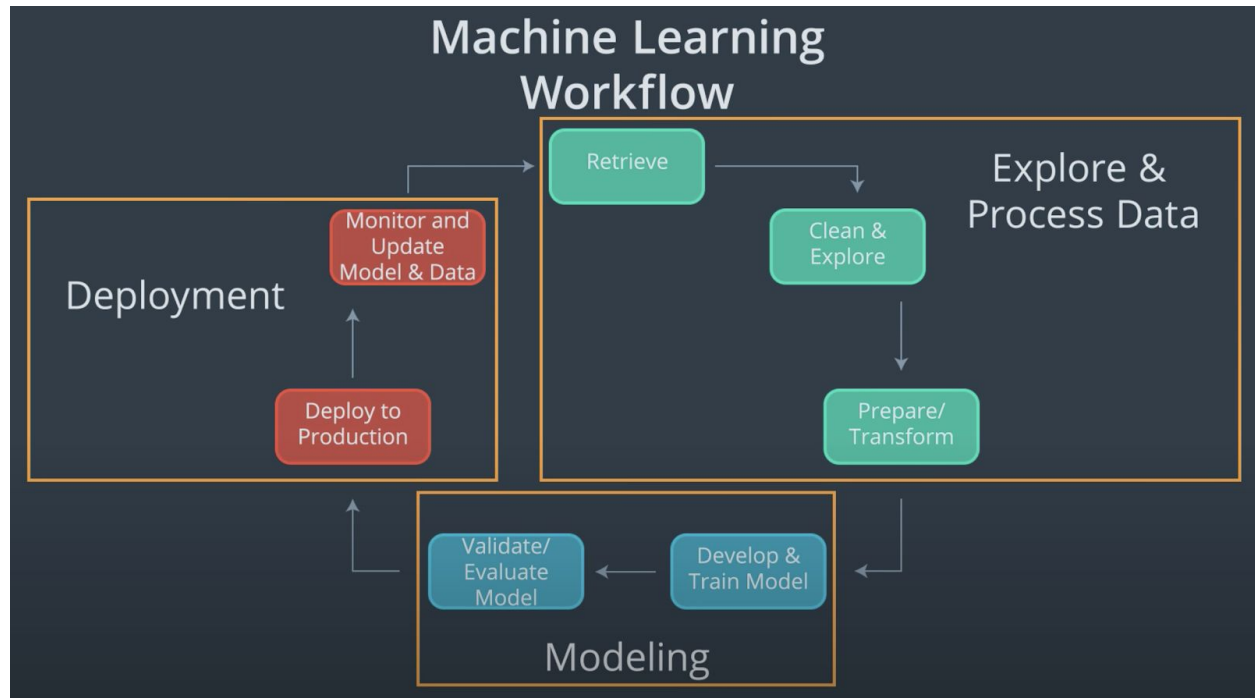 Machine Learning
Workflow
Retrieve
Explore &
Process Data
Clean &
Explore
Prepare/
Transform
Develop &
Train Model
Validate/
Evaluate
Model
Modeling
Deploy to
Production
Monitor and
Update
Model & Data
Deployment